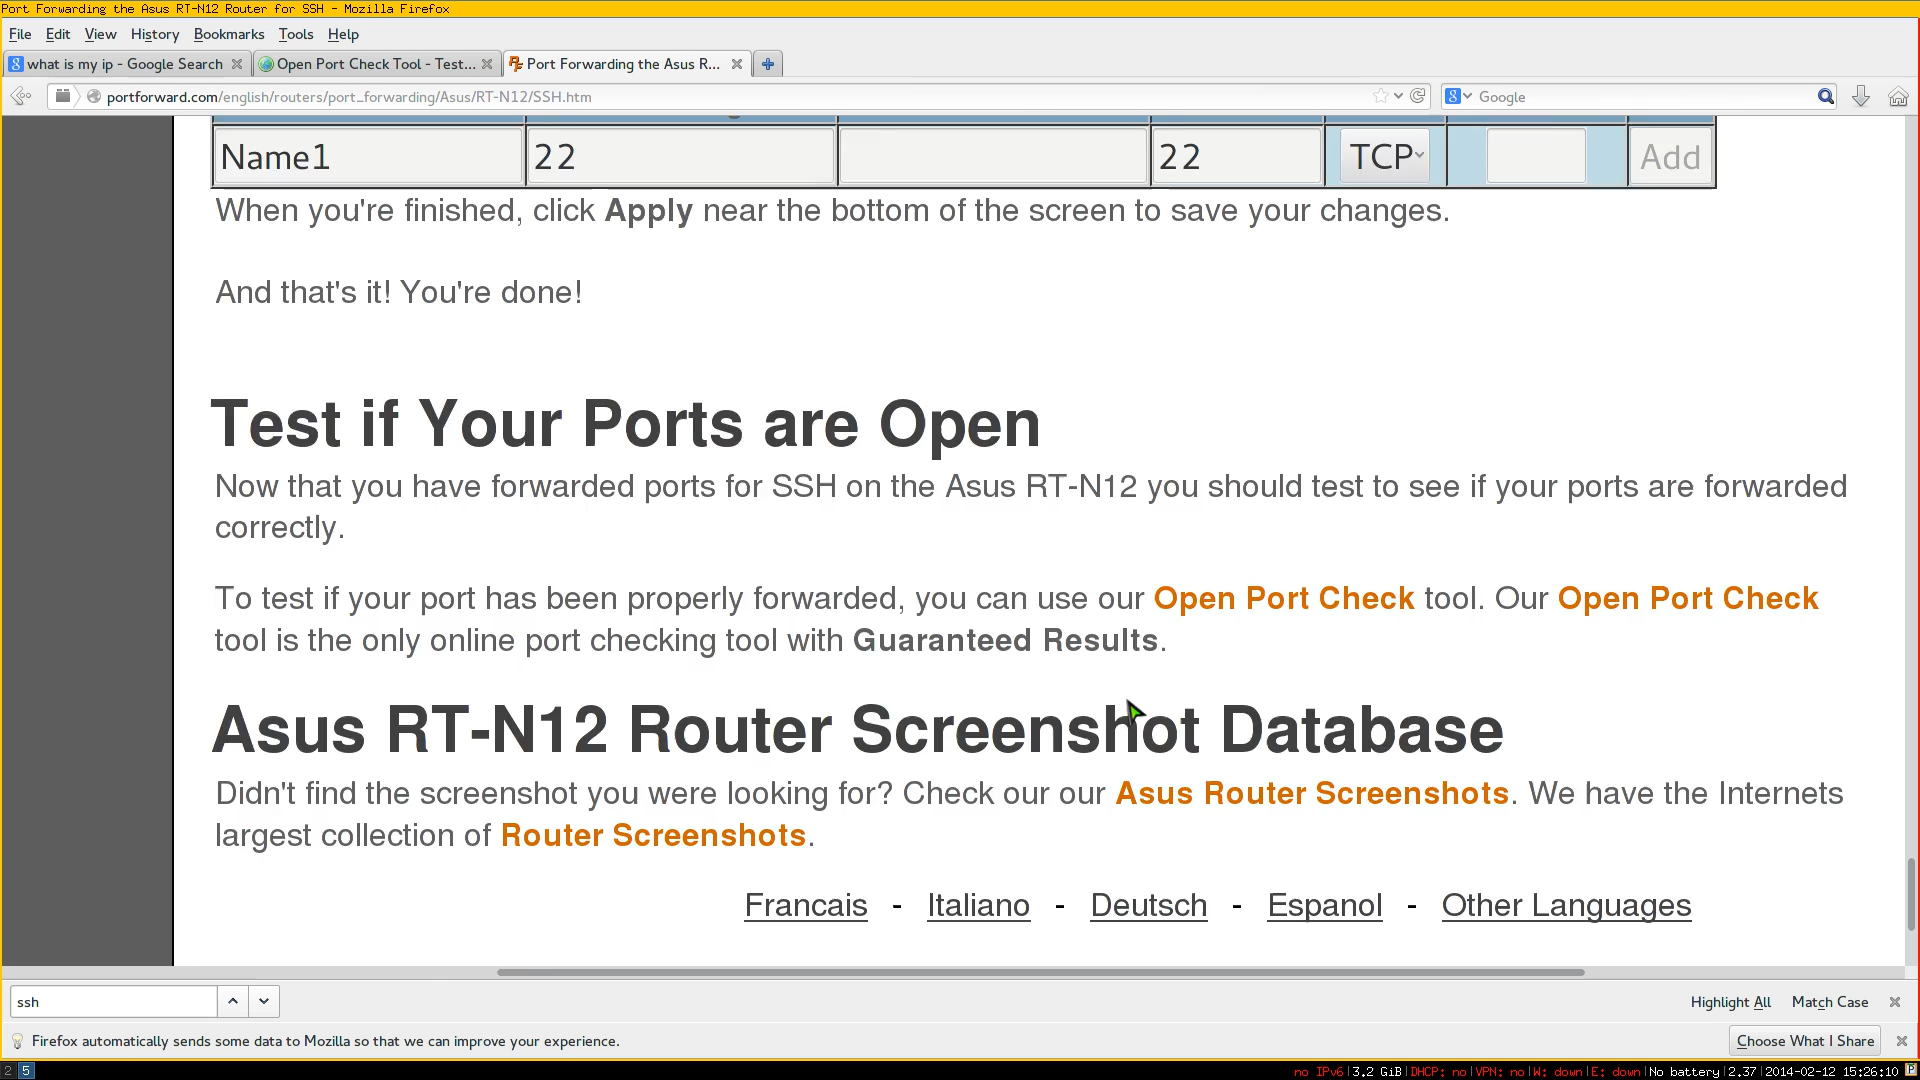 Port Forwarding the Asus RT-N12 Router for SSH - Mozilla Firefox
File Edit View History Bookmarks Tools Help
what is my ip - Google Search Open Port Check Tool - Test... Port Forwarding the Asus R...
portforward.com/english/routers/port_forwarding/Asus/RT-N12/SSH.htm Google
Name1 22 22 TCP Add
When you're finished, click Apply near the bottom of the screen to save your changes.
And that's it! You're done!
Test if Your Ports are Open
Now that you have forwarded ports for SSH on the Asus RT-N12 you should test to see if your ports are forwarded
correctly.
To test if your port has been properly forwarded, you can use our Open Port Check tool. Our Open Port Check
tool is the only online port checking tool with Guaranteed Results.
Asus RT-N12 Router Screenshot Database
Didn't find the screenshot you were looking for? Check our our Asus Router Screenshots. We have the Internets
largest collection of Router Screenshots.
Francais - Italiano - Deutsch - Espanol - Other Languages
ssh Highlight All Match Case
Firefox automatically sends some data to Mozilla so that we can improve your experience. Choose What I Share
2 5 no IPv6|3.2 GiB|DHCP: no|VPN: no|W: down|E: down|No battery|2.37|2014-02-12 15:26:10